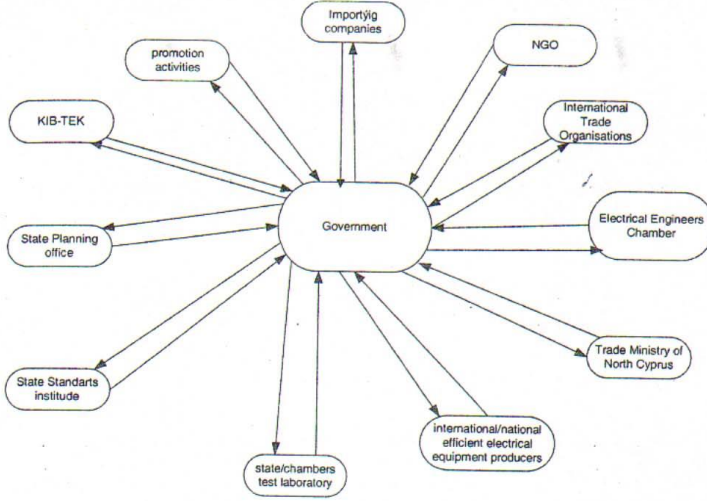 Importýig
companies
promotion
activities
NGO
KIB-TEK
International
Trade
Organisations
Government
Electrical Engineers
Chamber
State Planning
office
Trade Ministry of
North Cyprus
State Standarts
institude
international/national
efficient electrical
equipment producers
state/chambers
test laboratory